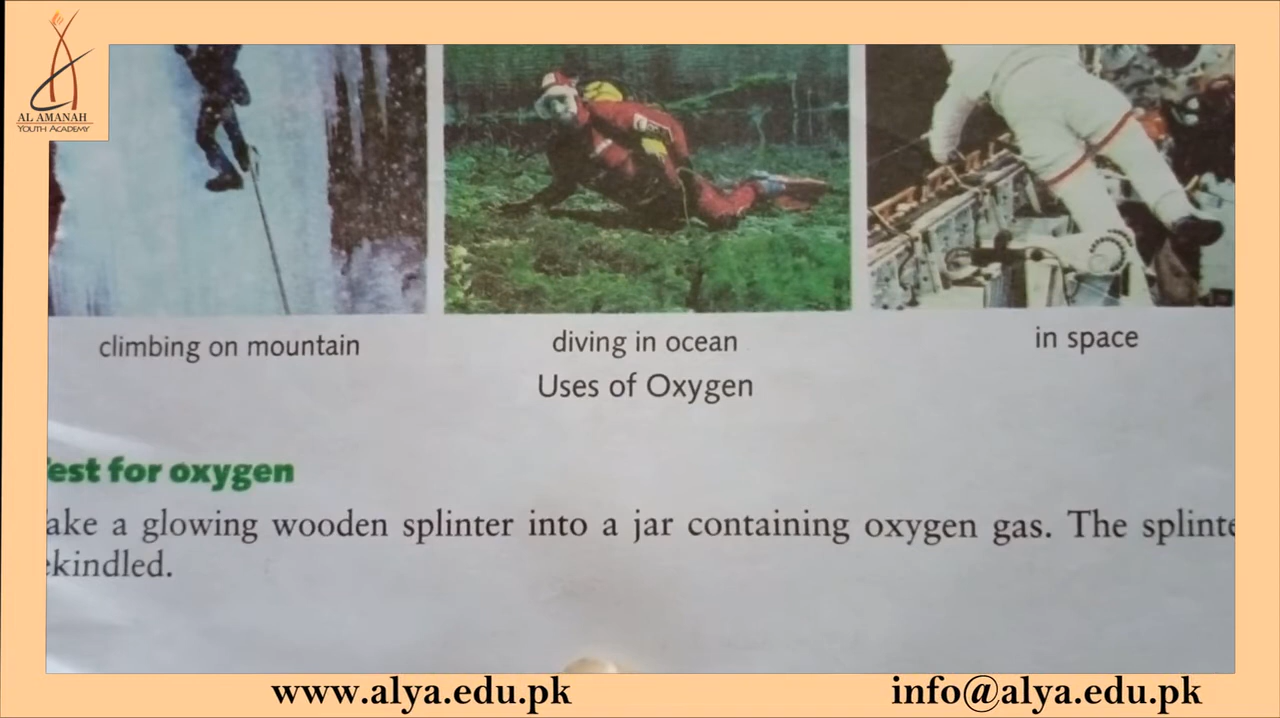 AL AMANAH
YOUTH ACADEMY
climbing on mountain
diving in ocean
in space
Uses of Oxygen
est for oxygen
ake a glowing wooden splinter into a jar containing oxygen gas. The splinte
kindled.
www.alya.edu.pk
info@alya.edu.pk